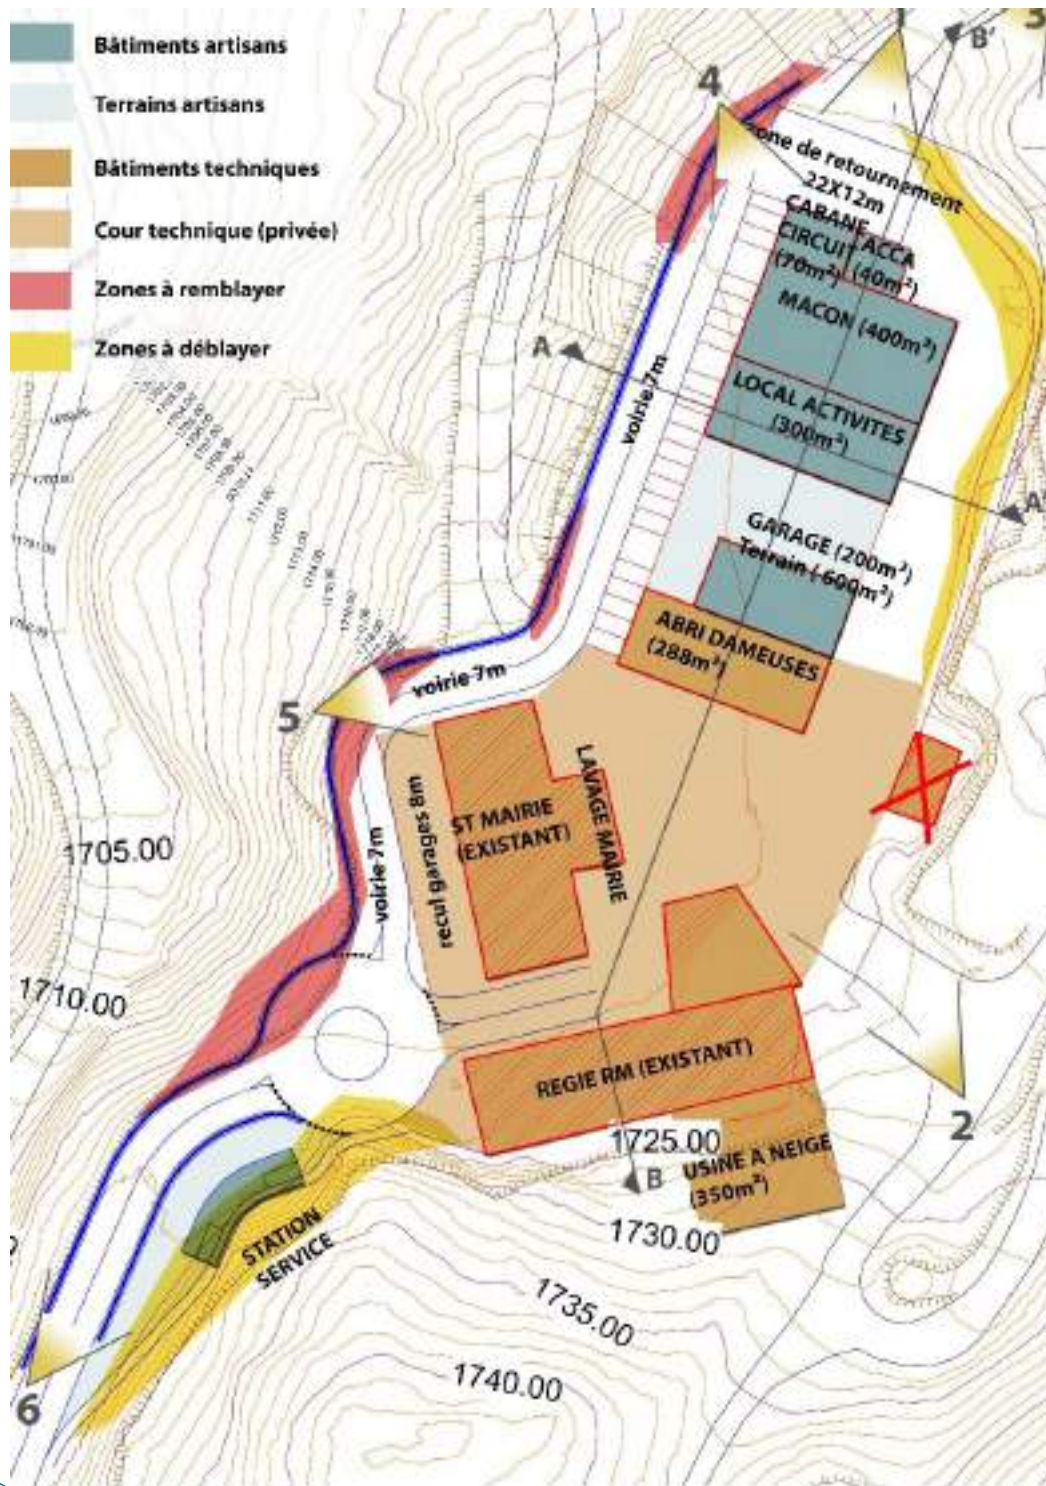 Bâtiments artisans
Terrains artisans
Bâtiments techniques
Cour technique (privée)
Zones à remblayer
Zones à déblayer
1
B'
3
4
zone de retournement
22X12m
CABANE
CIRCUIT
(70m²)
ACCA
(40m²)
MACON (400m²)
A
voirie 7m
LOCAL ACTIVITES
(300m²)
A'
GARAGE (200m²)
Terrain ( 600m²)
ABRI DAMEUSES
(288m²)
voirie 7m
5
LAVAGE MAIRIE
recul garages 8m
ST MAIRIE
(EXISTANT)
voirie 7m
1705.00
1710.00
REGIE RM (EXISTANT)
2
1725.00
USINE A NEIGE
(350m²)
B
STATION
SERVICE
1730.00
1735.00
1740.00
6